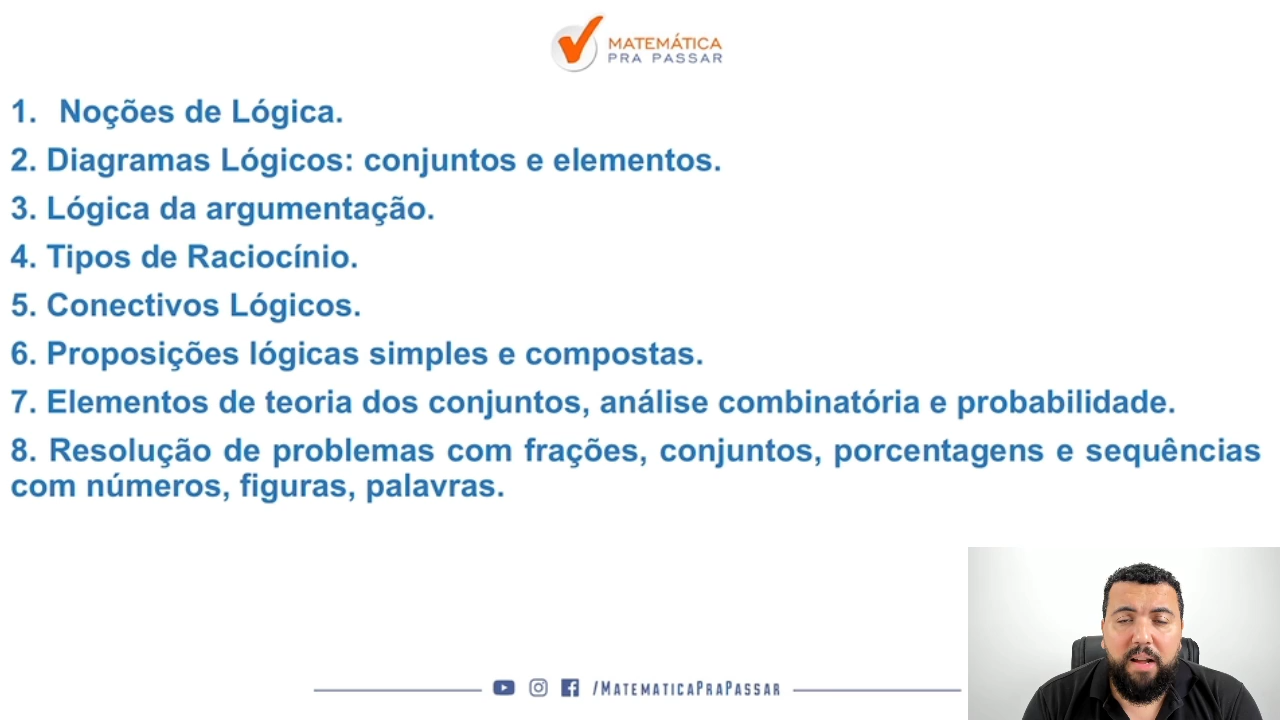 MATEMÁTICA
PRA PASSAR
1. Noções de Lógica.
2. Diagramas Lógicos: conjuntos e elementos.
3. Lógica da argumentação.
4. Tipos de Raciocínio.
5. Conectivos Lógicos.
6. Proposições lógicas simples e compostas.
7. Elementos de teoria dos conjuntos, análise combinatória e probabilidade.
8. Resolução de problemas com frações, conjuntos, porcentagens e sequências
com números, figuras, palavras.
/MATEMATICAPRAPASSAR